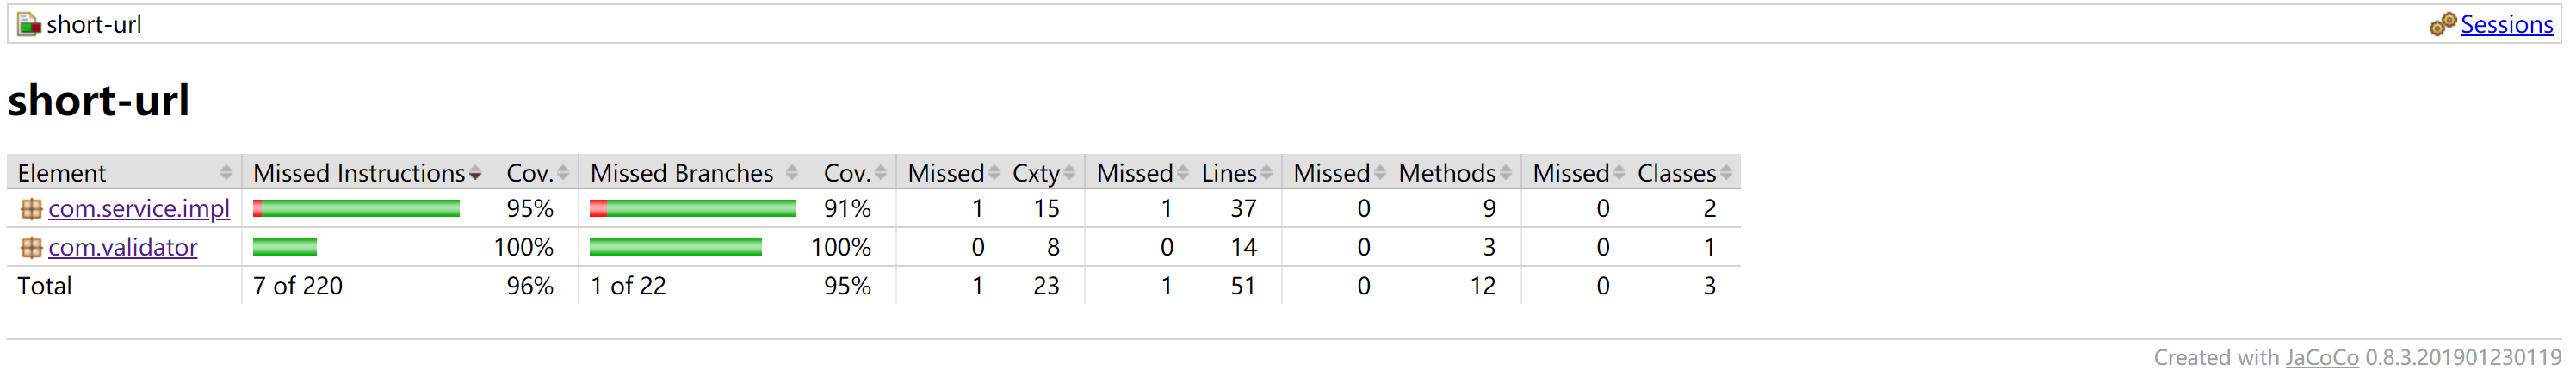 short-url Sessions
short-url
Element Missed Instructions Cov. Missed Branches Cov. Missed Cxty Missed Lines Missed Methods Missed Classes
com.service.impl 95% 91% 1 15 1 37 0 9 0 2
com.validator 100% 100% 0 8 0 14 0 3 0 1
Total 7 of 220 96% 1 of 22 95% 1 23 1 51 0 12 0 3
Created with JaCoCo 0.8.3.201901230119